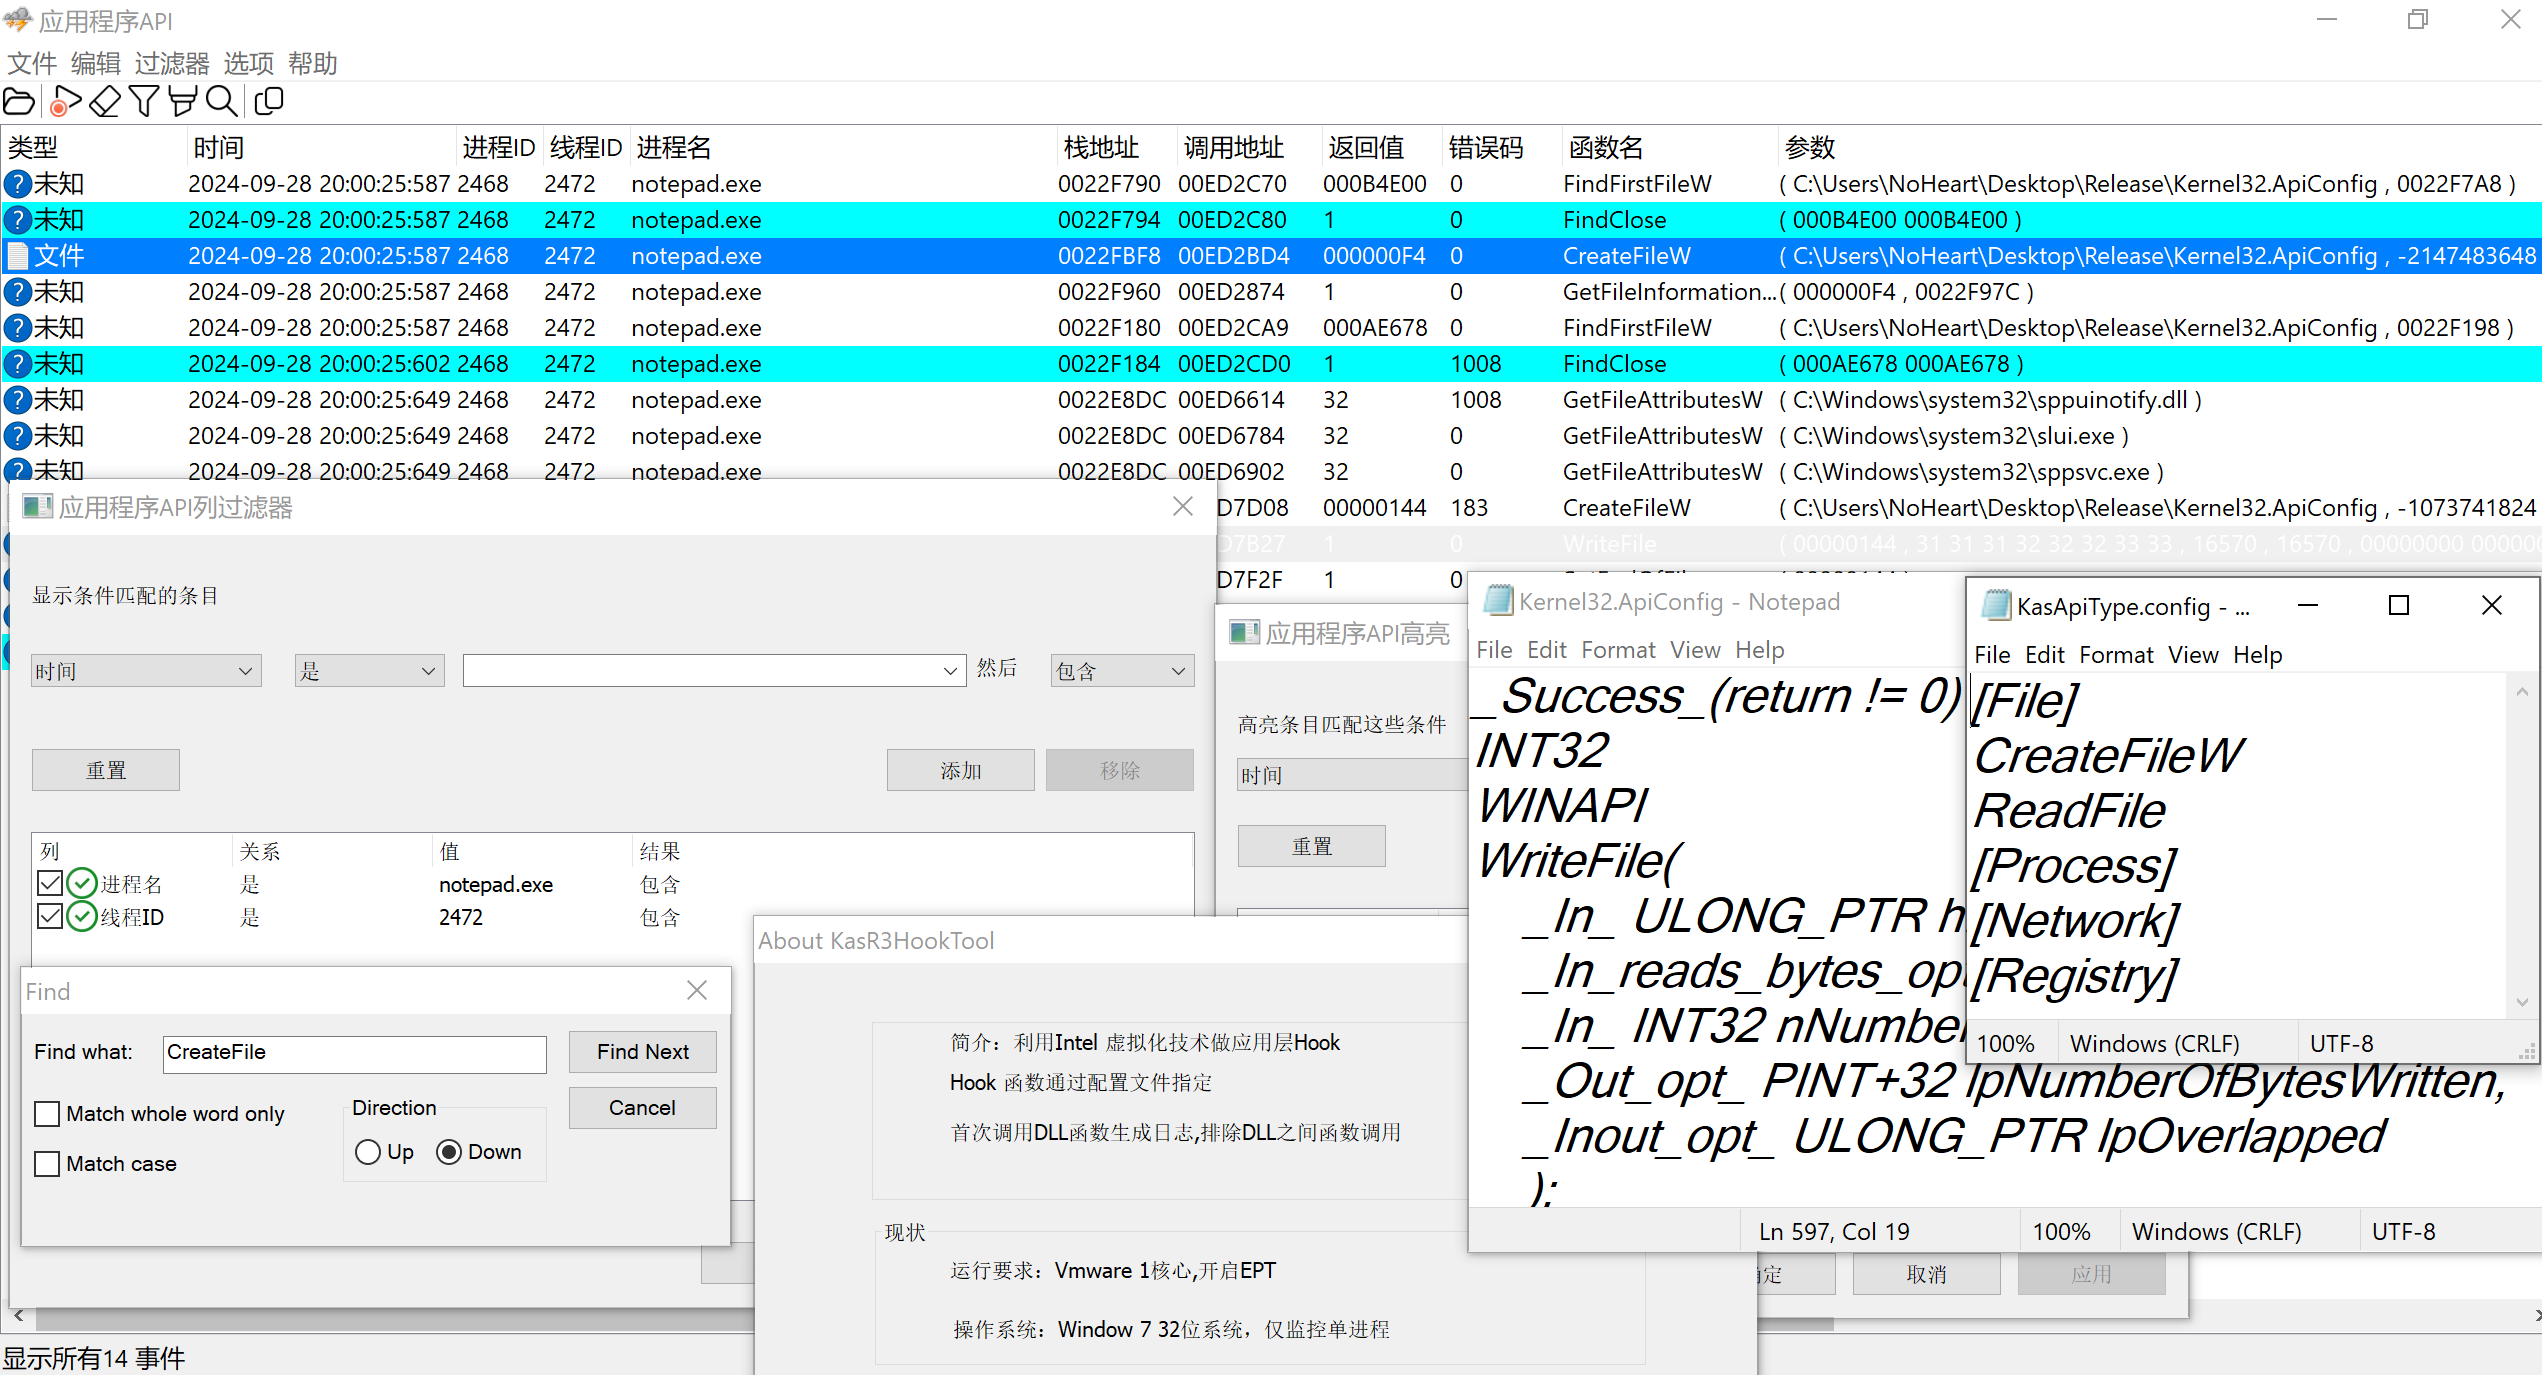 应用程序API
文件 编辑 过滤器 选项 帮助
类型 时间 进程ID 线程ID 进程名 栈地址 调用地址 返回值 错误码 函数名 参数
未知 2024-09-28 20:00:25:587 2468 2472 notepad.exe 0022F790 00ED2C70 000B4E00 0 FindFirstFileW ( C:\Users\NoHeart\Desktop\Release\Kernel32.ApiConfig , 0022F7A8 )
未知 2024-09-28 20:00:25:587 2468 2472 notepad.exe 0022F794 00ED2C80 1 0 FindClose ( 000B4E00 000B4E00 )
文件 2024-09-28 20:00:25:587 2468 2472 notepad.exe 0022FBF8 00ED2BD4 000000F4 0 CreateFileW ( C:\Users\NoHeart\Desktop\Release\Kernel32.ApiConfig , -2147483648
未知 2024-09-28 20:00:25:587 2468 2472 notepad.exe 0022F960 00ED2874 1 0 GetFileInformation... ( 000000F4 , 0022F97C )
未知 2024-09-28 20:00:25:587 2468 2472 notepad.exe 0022F180 00ED2CA9 000AE678 0 FindFirstFileW ( C:\Users\NoHeart\Desktop\Release\Kernel32.ApiConfig , 0022F198 )
未知 2024-09-28 20:00:25:602 2468 2472 notepad.exe 0022F184 00ED2CD0 1 1008 FindClose ( 000AE678 000AE678 )
未知 2024-09-28 20:00:25:649 2468 2472 notepad.exe 0022E8DC 00ED6614 32 1008 GetFileAttributesW ( C:\Windows\system32\sppuinotify.dll )
未知 2024-09-28 20:00:25:649 2468 2472 notepad.exe 0022E8DC 00ED6784 32 0 GetFileAttributesW ( C:\Windows\system32\slui.exe )
未知 2024-09-28 20:00:25:649 2468 2472 notepad.exe 0022E8DC 00ED6902 32 0 GetFileAttributesW ( C:\Windows\system32\sppsvc.exe )
D7D08 00000144 183 CreateFileW ( C:\Users\NoHeart\Desktop\Release\Kernel32.ApiConfig , -1073741824
D7B27 1 0 WriteFile ( 00000144 , 31 31 31 32 32 32 33 33 , 16570 , 16570 , 00000000 000000
D7F2F 1 0
应用程序API列过滤器
显示条件匹配的条目
时间 是 然后 包含
重置 添加 移除
列 关系 值 结果
进程名 是 notepad.exe 包含
线程ID 是 2472 包含
Find
Find what: CreateFile Find Next
Cancel
Match whole word only
Match case
Direction
Up Down
应用程序API高亮
高亮条目匹配这些条件
时间
重置
取消 应用
About KasR3HookTool
简介：利用Intel 虚拟化技术做应用层Hook
Hook 函数通过配置文件指定
首次调用DLL函数生成日志,排除DLL之间函数调用
现状
运行要求：Vmware 1核心,开启EPT
操作系统：Window 7 32位系统，仅监控单进程
Kernel32.ApiConfig - Notepad
File Edit Format View Help
_Success_(return != 0)
INT32
WINAPI
WriteFile(
_In_ ULONG_PTR h
_In_reads_bytes_opt
_In_ INT32 nNumber
_Out_opt_ PINT+32 lpNumberOfBytesWritten,
_Inout_opt_ ULONG_PTR lpOverlapped
);
Ln 597, Col 19 100% Windows (CRLF) UTF-8
KasApiType.config - ...
File Edit Format View Help
[File]
CreateFileW
ReadFile
[Process]
[Network]
[Registry]
100% Windows (CRLF) UTF-8
显示所有14 事件